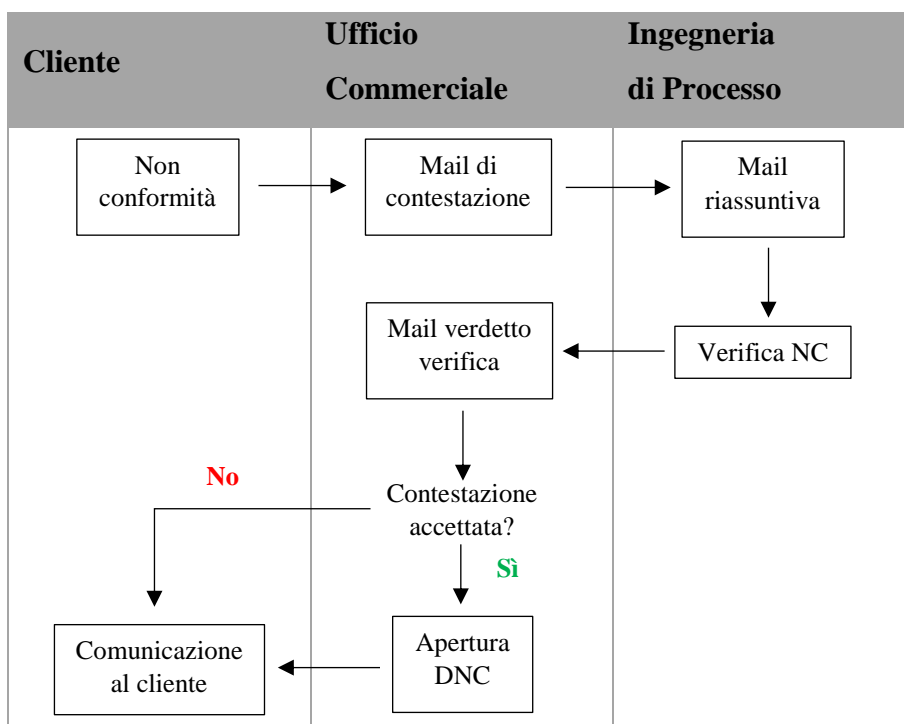 Cliente
Ufficio
Commerciale
Ingegneria
di Processo
Non
conformità
Mail di
contestazione
Mail
riassuntiva
Mail verdetto
verifica
Verifica NC
No
Contestazione
accettata?
Sì
Comunicazione
al cliente
Apertura
DNC